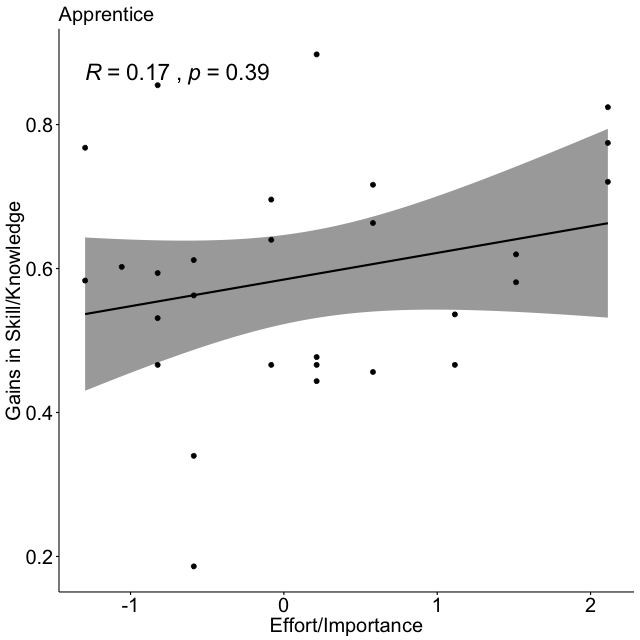 Apprentice
R = 0.17 , p = 0.39
Gains in Skill/Knowledge
0.8
0.6
0.4
0.2
-1 0 1 2
Effort/Importance